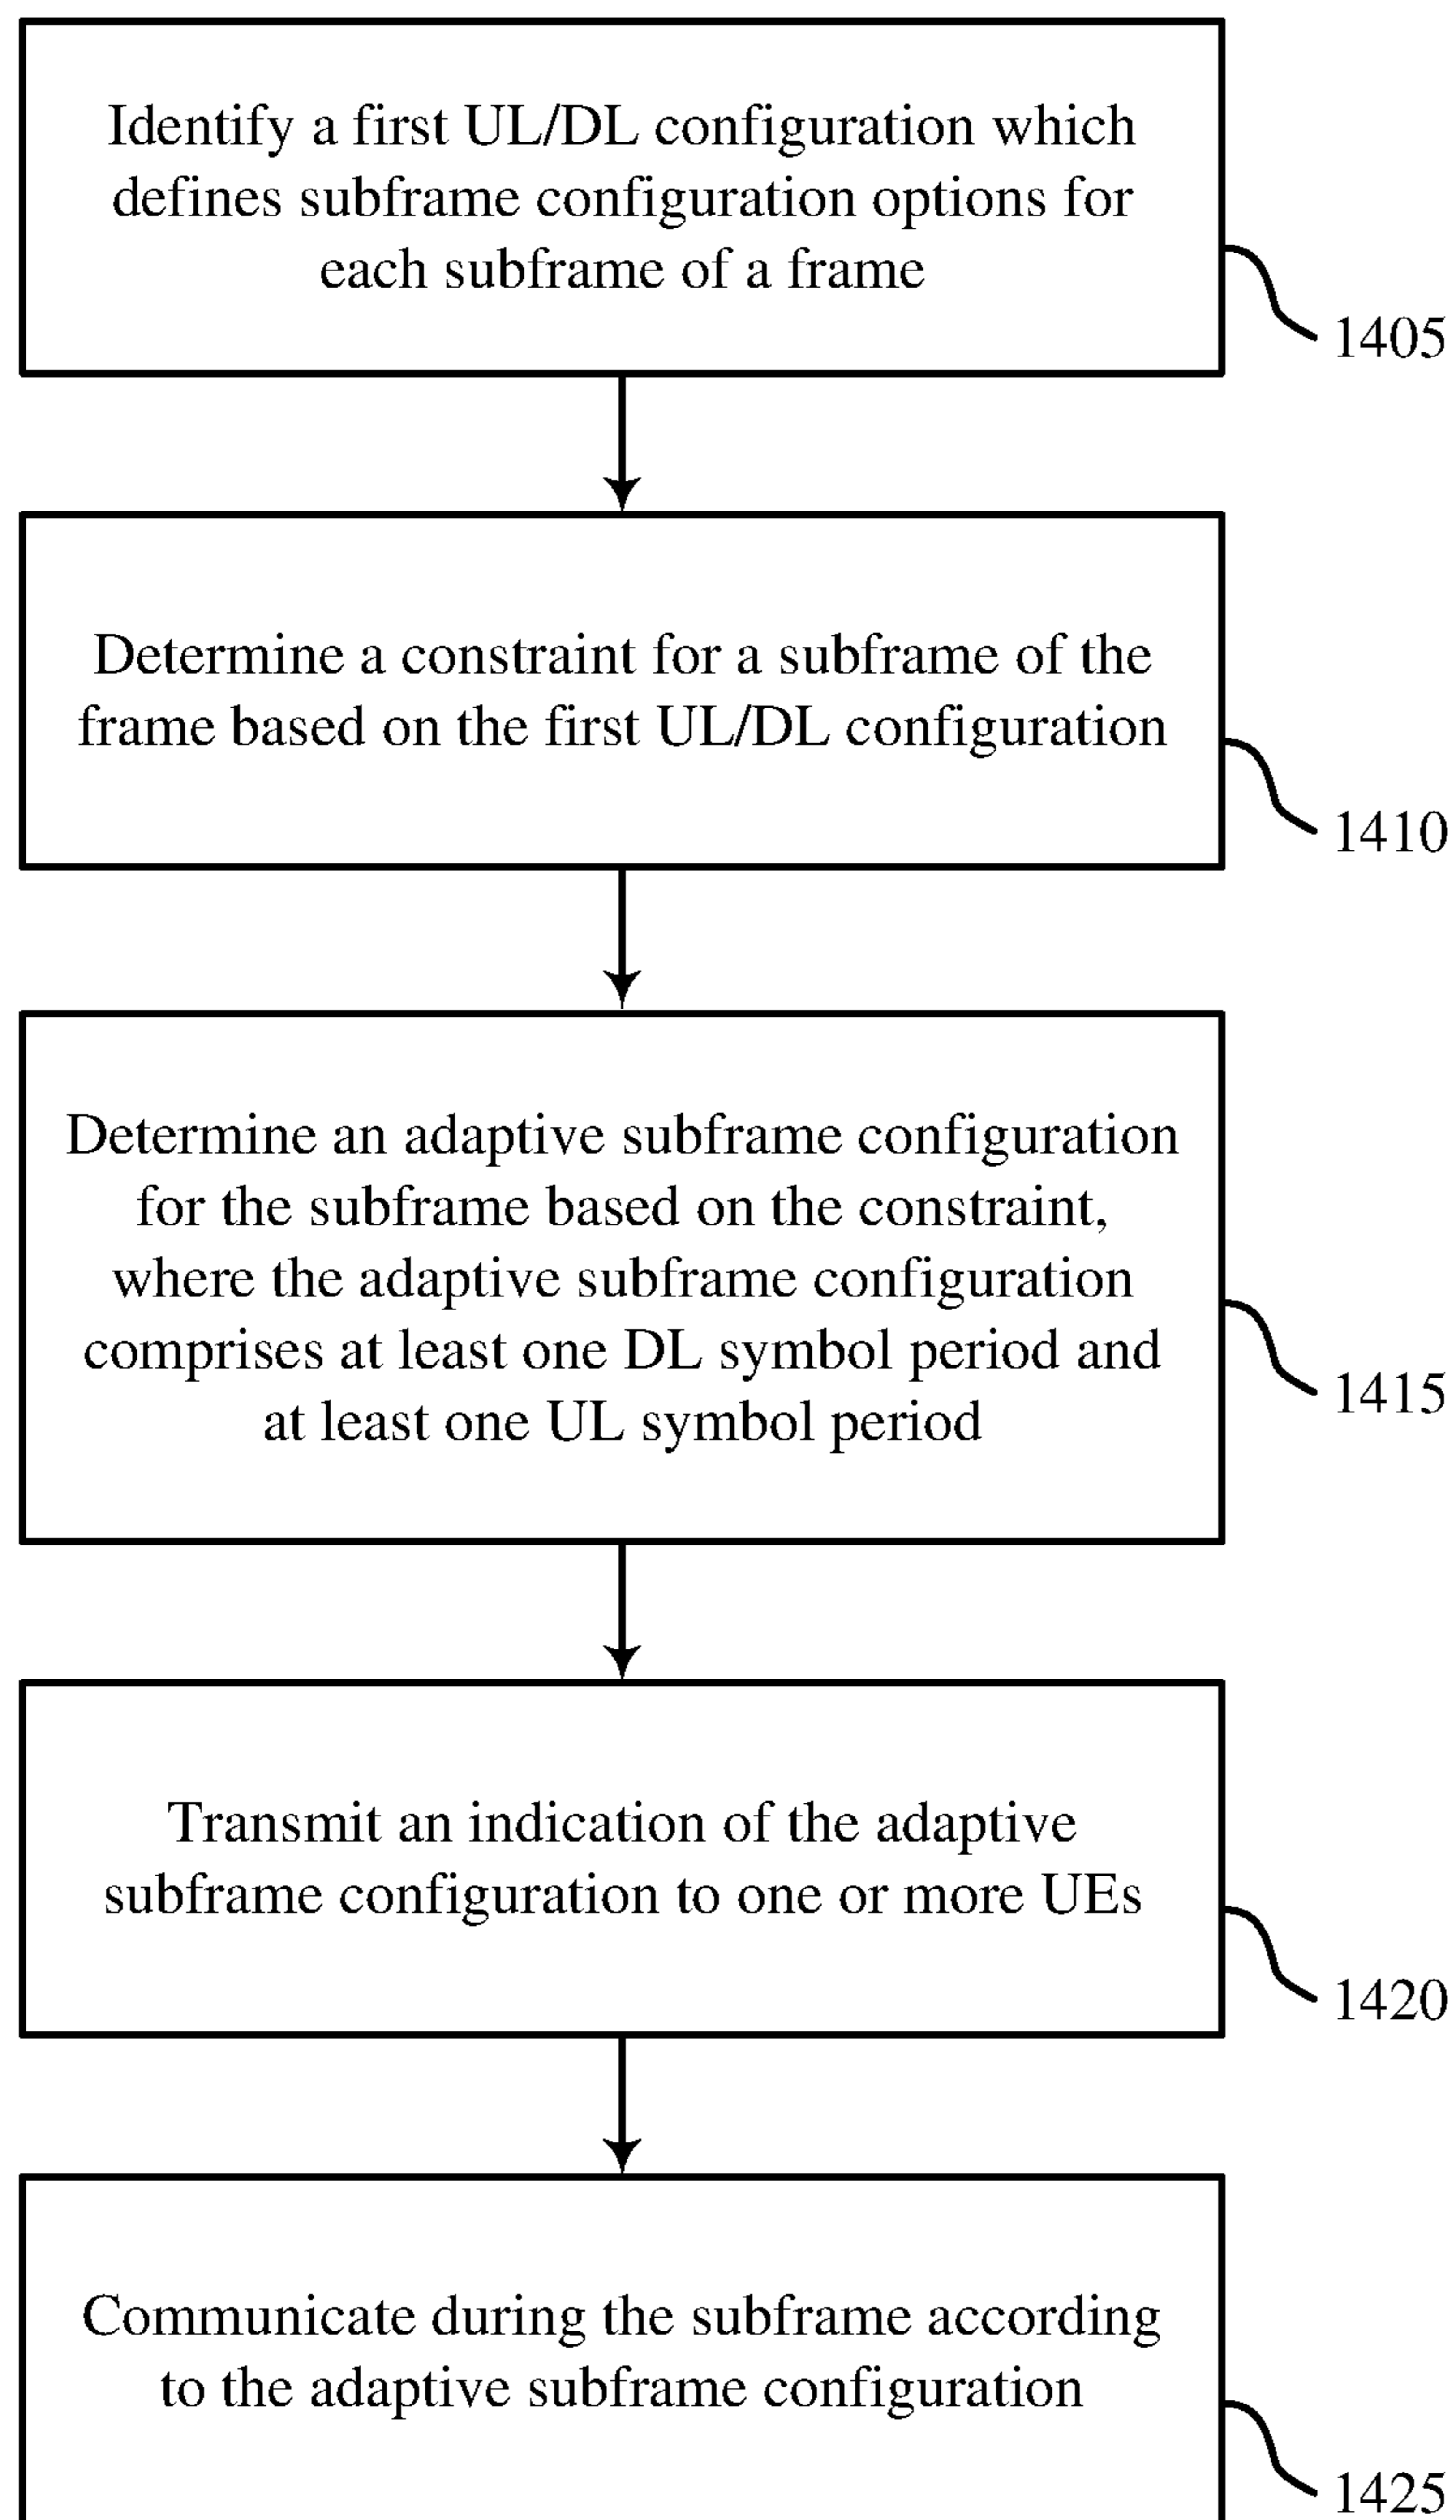 Identify a first UL/DL configuration which
defines subframe configuration options for
each subframe of a frame
1405
Determine a constraint for a subframe of the
frame based on the first UL/DL configuration
1410
Determine an adaptive subframe configuration
for the subframe based on the constraint,
where the adaptive subframe configuration
comprises at least one DL symbol period and
at least one UL symbol period
1415
Transmit an indication of the adaptive
subframe configuration to one or more UEs
1420
Communicate during the subframe according
to the adaptive subframe configuration
1425